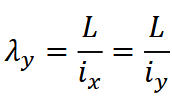 λ_y = L/i_x = L/i_y